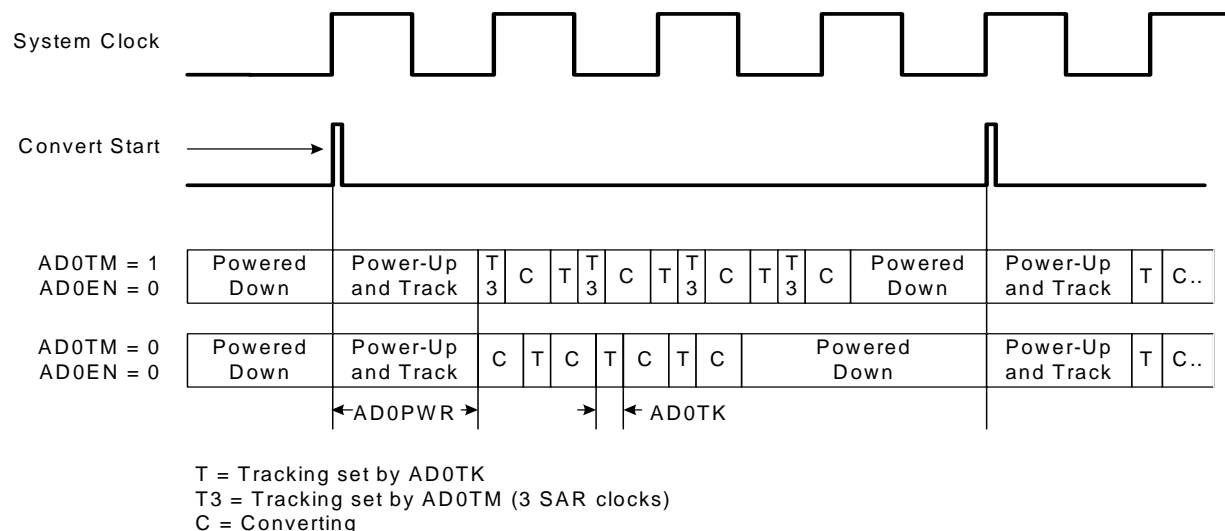 System Clock
Convert Start
AD0TM = 1
AD0EN = 0
Powered
Down
Power-Up
and Track
T
3
C
T
T
3
C
T
T
3
C
T
T
3
C
Powered
Down
Power-Up
and Track
T
C..
AD0TM = 0
AD0EN = 0
Powered
Down
Power-Up
and Track
C
T
C
T
C
T
C
Powered
Down
Power-Up
and Track
T
C..
AD0PWR
AD0TK
T = Tracking set by AD0TK
T3 = Tracking set by AD0TM (3 SAR clocks)
C = Converting